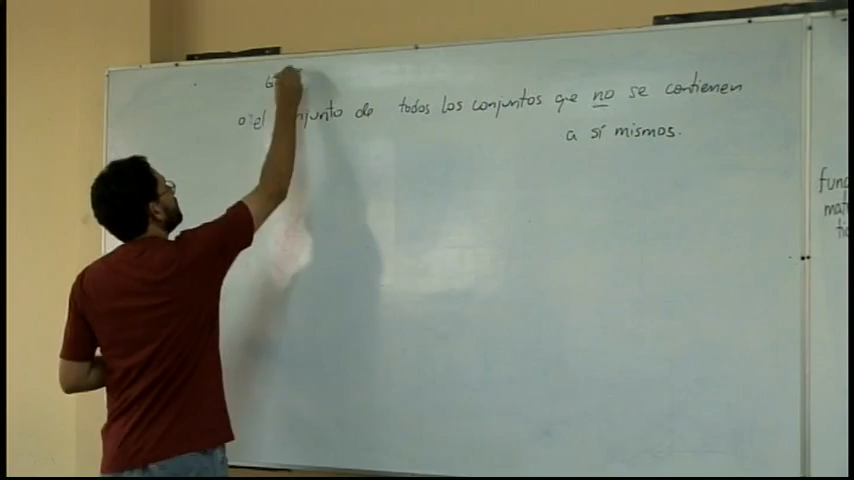 el conjunto de todos los conjuntos que no se contienen
a sí mismos.